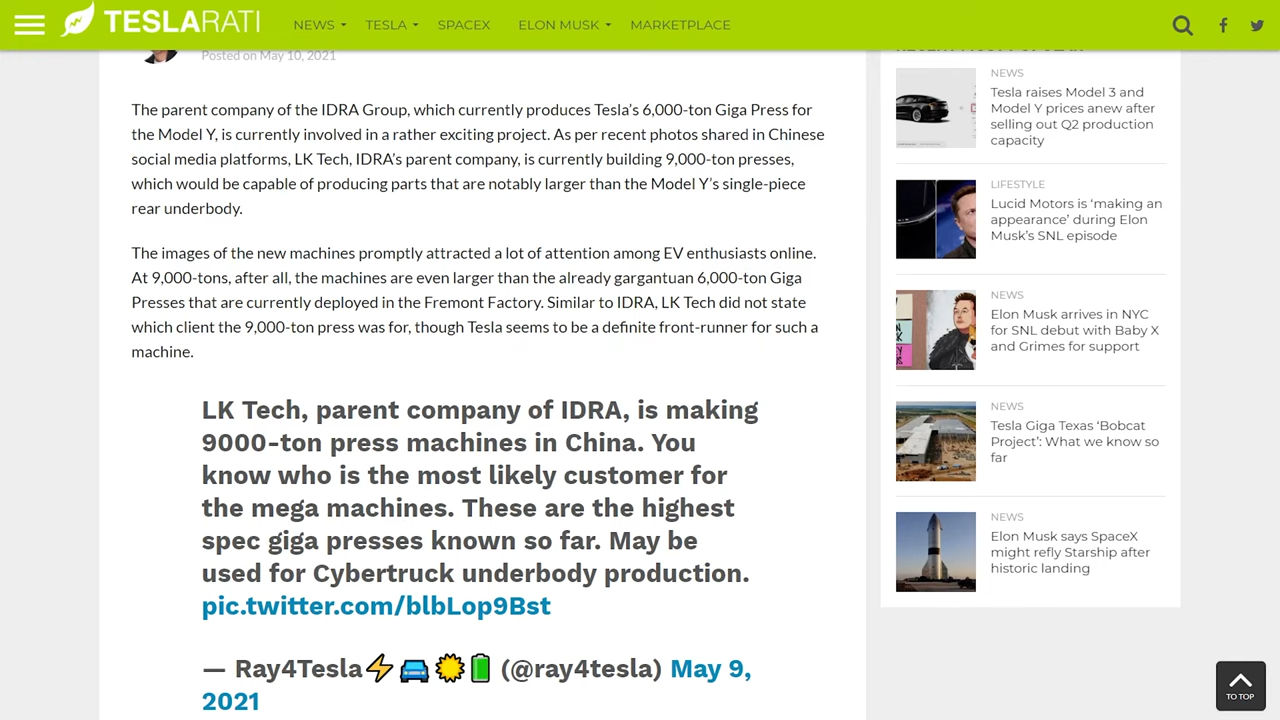 TESLARATI
NEWS
TESLA
SPACEX
ELON MUSK
MARKETPLACE
Posted on May 10, 2021
The parent company of the IDRA Group, which currently produces Tesla's 6,000-ton Giga Press for
the Model Y, is currently involved in a rather exciting project. As per recent photos shared in Chinese
social media platforms, LK Tech, IDRA's parent company, is currently building 9,000-ton presses,
which would be capable of producing parts that are notably larger than the Model Y's single-piece
rear underbody.
The images of the new machines promptly attracted a lot of attention among EV enthusiasts online.
At 9,000-tons, after all, the machines are even larger than the already gargantuan 6,000-ton Giga
Presses that are currently deployed in the Fremont Factory. Similar to IDRA, LK Tech did not state
which client the 9,000-ton press was for, though Tesla seems to be a definite front-runner for such a
machine.
LK Tech, parent company of IDRA, is making
9000-ton press machines in China. You
know who is the most likely customer for
the mega machines. These are the highest
spec giga presses known so far. May be
used for Cybertruck underbody production.
pic.twitter.com/blbLop9Bst
— Ray4Tesla⚡🚘☀️🔋 (@ray4tesla) May 9,
2021
NEWS
Tesla raises Model 3 and
Model Y prices anew after
selling out Q2 production
capacity
LIFESTYLE
Lucid Motors is 'making an
appearance' during Elon
Musk's SNL episode
NEWS
Elon Musk arrives in NYC
for SNL debut with Baby X
and Grimes for support
NEWS
Tesla Giga Texas 'Bobcat
Project': What we know so
far
NEWS
Elon Musk says SpaceX
might refly Starship after
historic landing
TO TOP